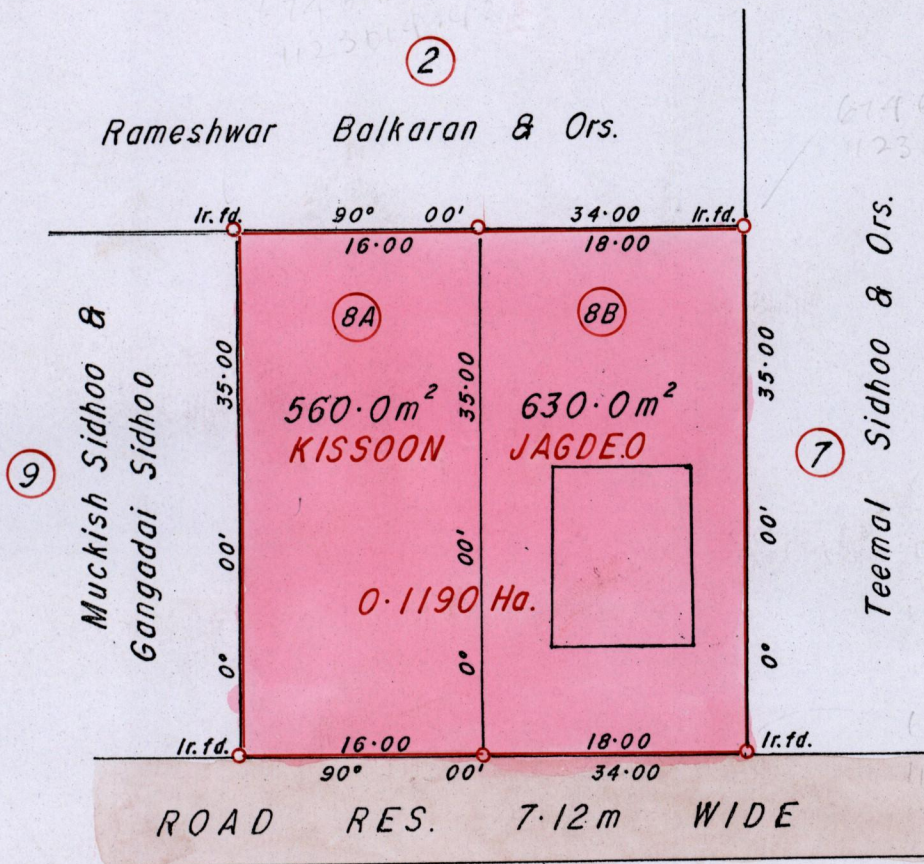 2
Rameshwar Balkaran & Ors.
Ir. fd. 90° 00' 34·00 Ir. fd.
16·00 18·00
8A 8B
35·00 35·00 35·00
560·0m² 630·0m²
KISSOON JAGDEO
9
Muckish Sidhoo &
Gangadai Sidhoo
7
Teemal Sidhoo & Ors.
0° 00' 0° 00' 0° 00'
0·1190 Ha.
Ir. fd. 16·00 18·00 Ir. fd.
90° 00' 34·00
ROAD RES. 7·12m WIDE